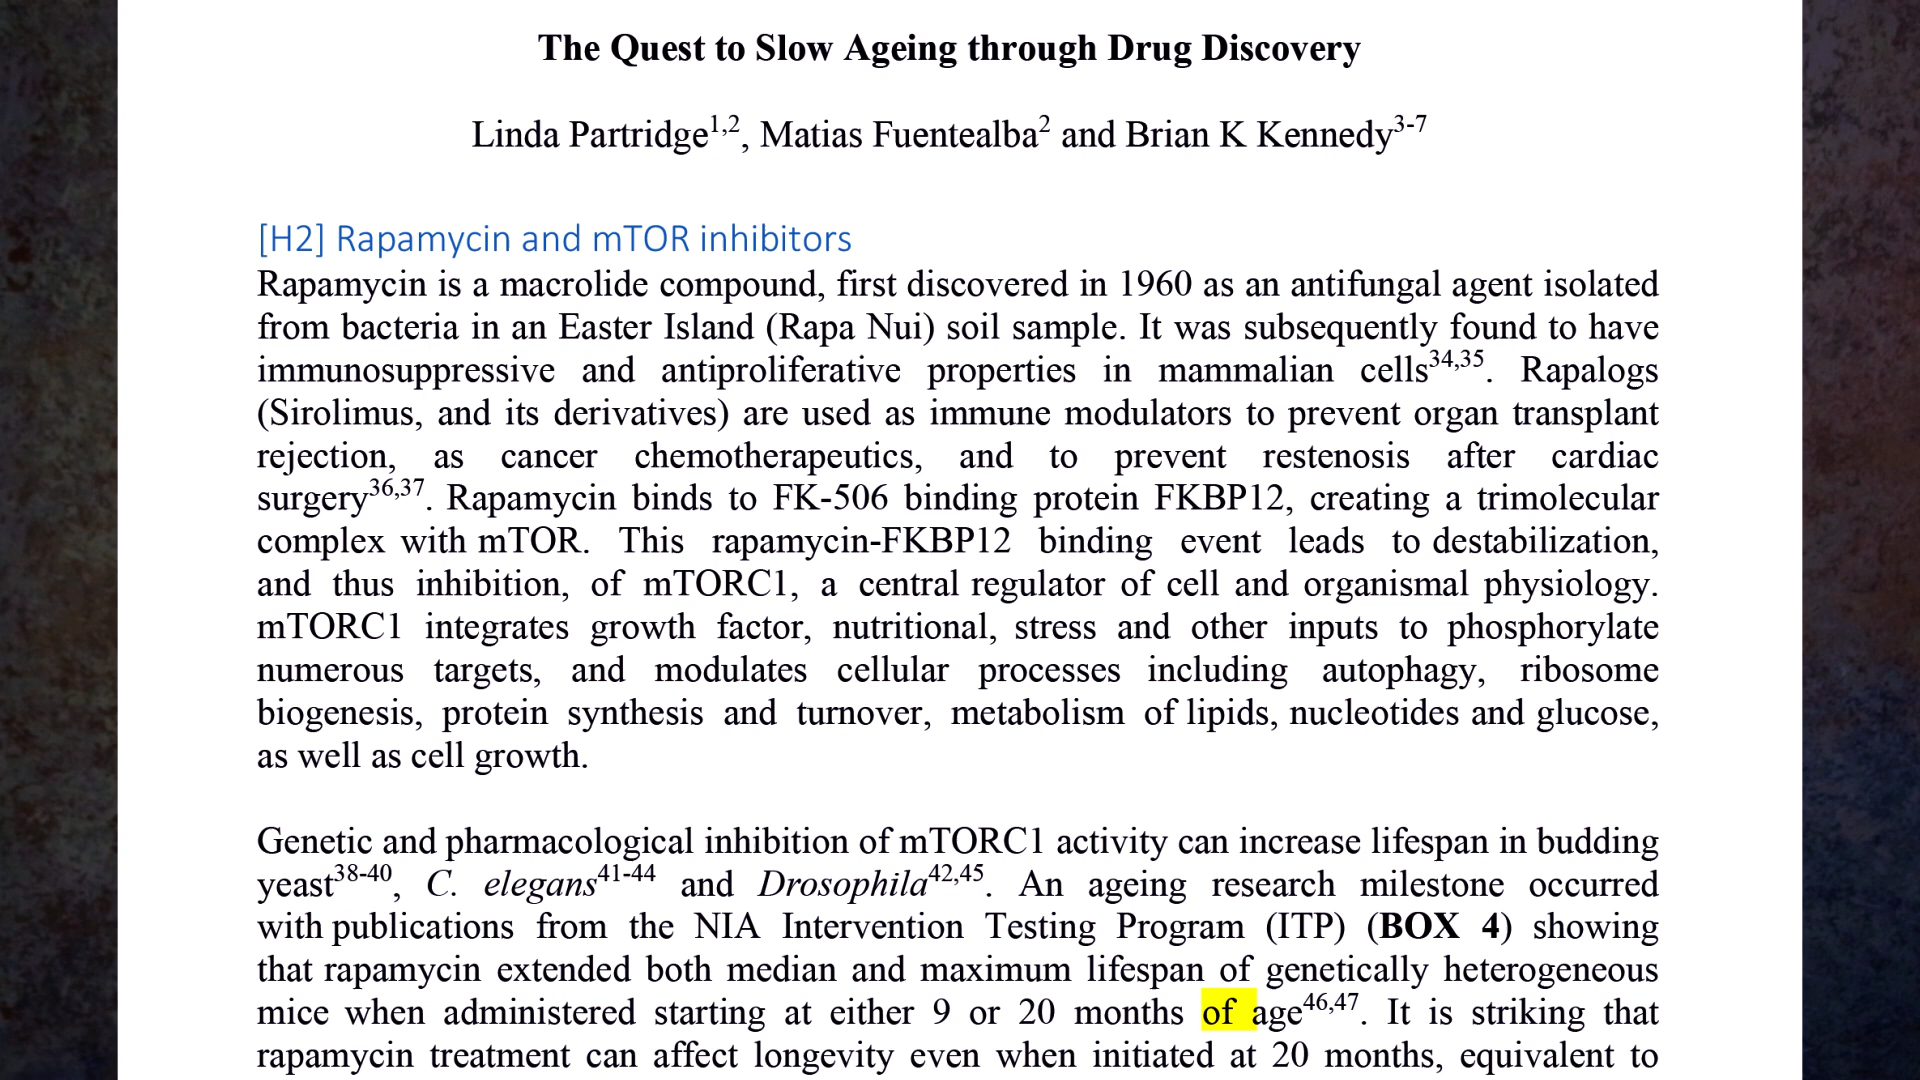 The Quest to Slow Ageing through Drug Discovery
Linda Partridge1,2, Matias Fuentealba2 and Brian K Kennedy3-7
[H2] Rapamycin and mTOR inhibitors
Rapamycin is a macrolide compound, first discovered in 1960 as an antifungal agent isolated
from bacteria in an Easter Island (Rapa Nui) soil sample. It was subsequently found to have
immunosuppressive and antiproliferative properties in mammalian cells34,35. Rapalogs
(Sirolimus, and its derivatives) are used as immune modulators to prevent organ transplant
rejection, as cancer chemotherapeutics, and to prevent restenosis after cardiac
surgery36,37. Rapamycin binds to FK-506 binding protein FKBP12, creating a trimolecular
complex with mTOR. This rapamycin-FKBP12 binding event leads to destabilization,
and thus inhibition, of mTORC1, a central regulator of cell and organismal physiology.
mTORC1 integrates growth factor, nutritional, stress and other inputs to phosphorylate
numerous targets, and modulates cellular processes including autophagy, ribosome
biogenesis, protein synthesis and turnover, metabolism of lipids, nucleotides and glucose,
as well as cell growth.
Genetic and pharmacological inhibition of mTORC1 activity can increase lifespan in budding
yeast38-40, C. elegans41-44 and Drosophila42,45. An ageing research milestone occurred
with publications from the NIA Intervention Testing Program (ITP) (BOX 4) showing
that rapamycin extended both median and maximum lifespan of genetically heterogeneous
mice when administered starting at either 9 or 20 months of age46,47. It is striking that
rapamycin treatment can affect longevity even when initiated at 20 months, equivalent to